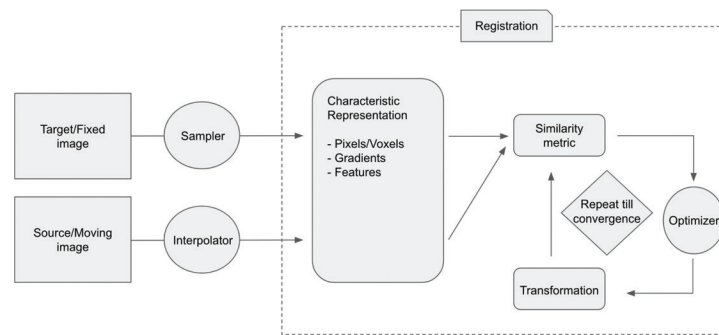 Registration
Target/Fixed
image
Sampler
Characteristic
Representation
- Pixels/Voxels
- Gradients
- Features
Similarity
metric
Source/Moving
image
Interpolator
Repeat till
convergence
Optimizer
Transformation